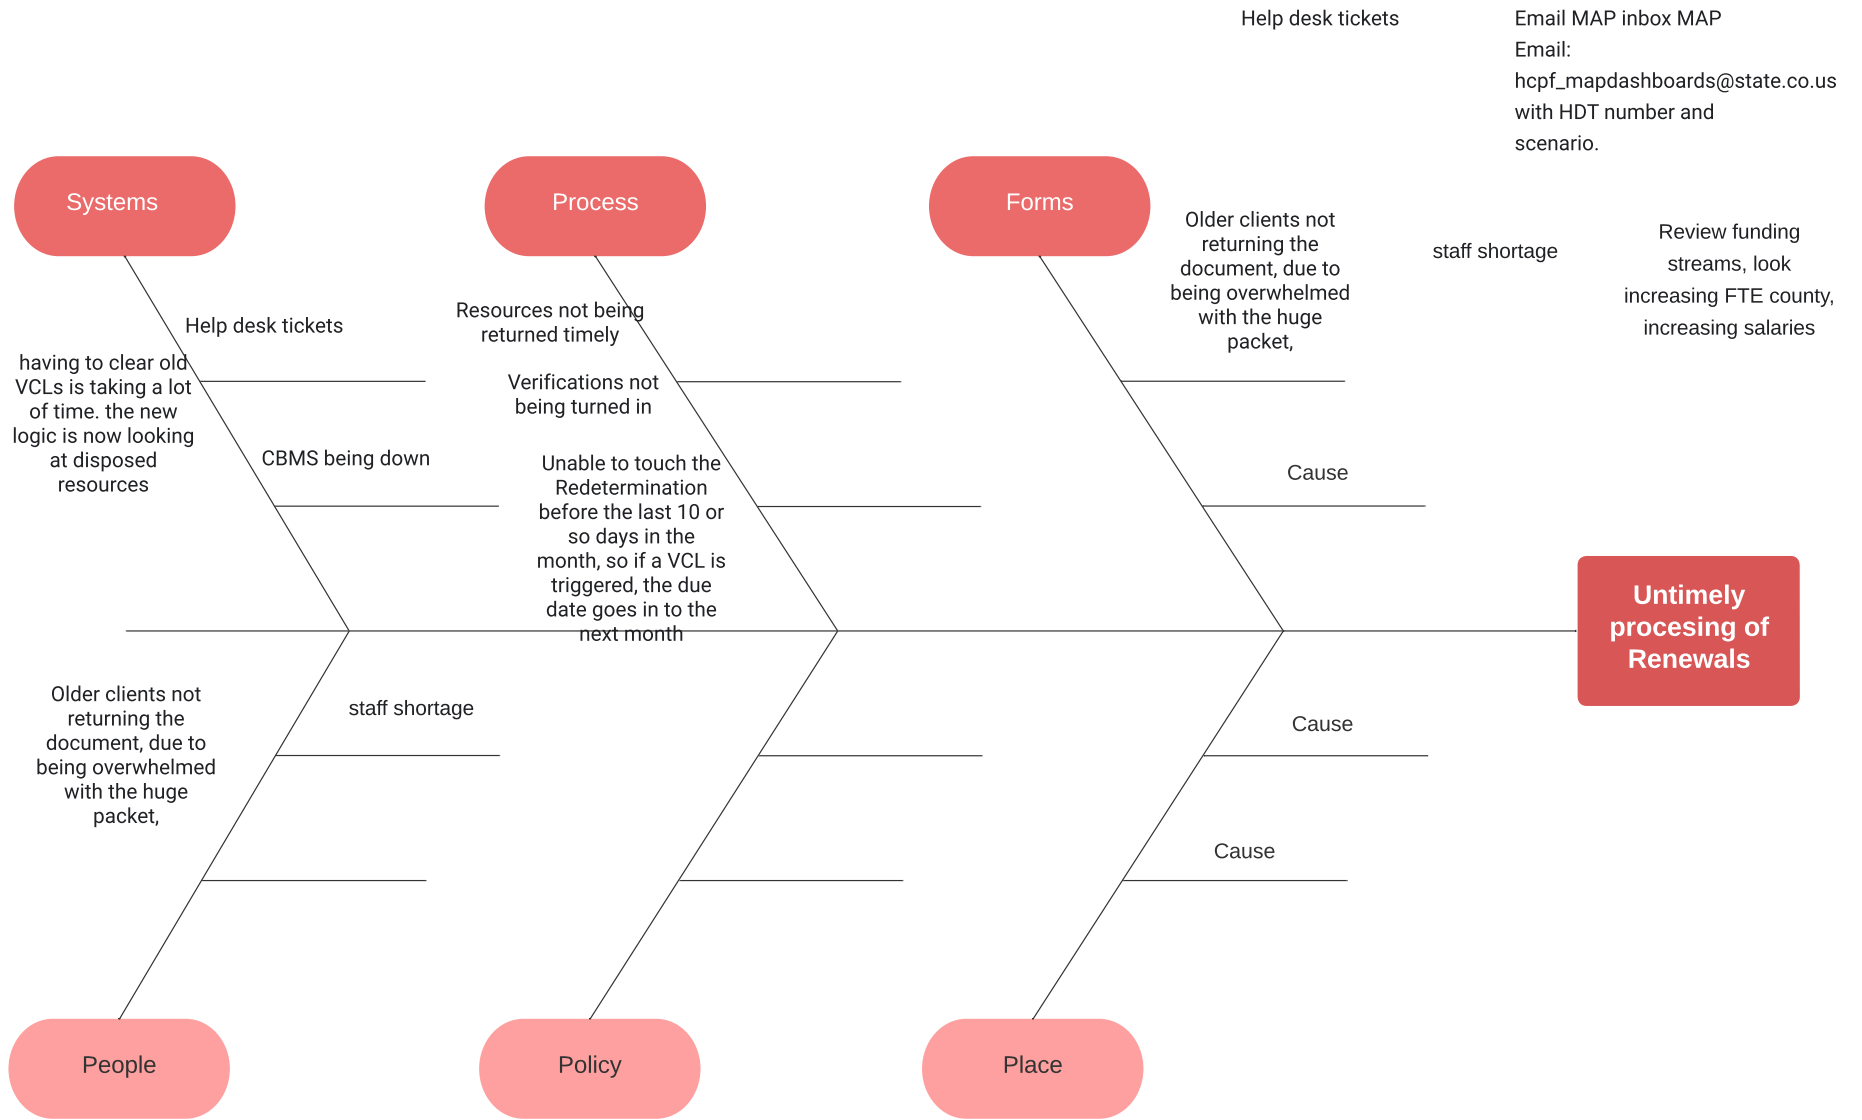 Help desk tickets
Email MAP inbox MAP
Email:
hcpf_mapdashboards@state.co.us
with HDT number and
scenario.
Systems
Process
Forms
Older clients not
returning the
document, due to
being overwhelmed
with the huge
packet,
staff shortage
Review funding
streams, look
increasing FTE county,
increasing salaries
Help desk tickets
having to clear old
VCLs is taking a lot
of time. the new
logic is now looking
at disposed
resources
CBMS being down
Resources not being
returned timely
Verifications not
being turned in
Unable to touch the
Redetermination
before the last 10 or
so days in the
month, so if a VCL is
triggered, the due
date goes in to the
next month
Cause
Untimely
procesing of
Renewals
Older clients not
returning the
document, due to
being overwhelmed
with the huge
packet,
staff shortage
Cause
Cause
People
Policy
Place